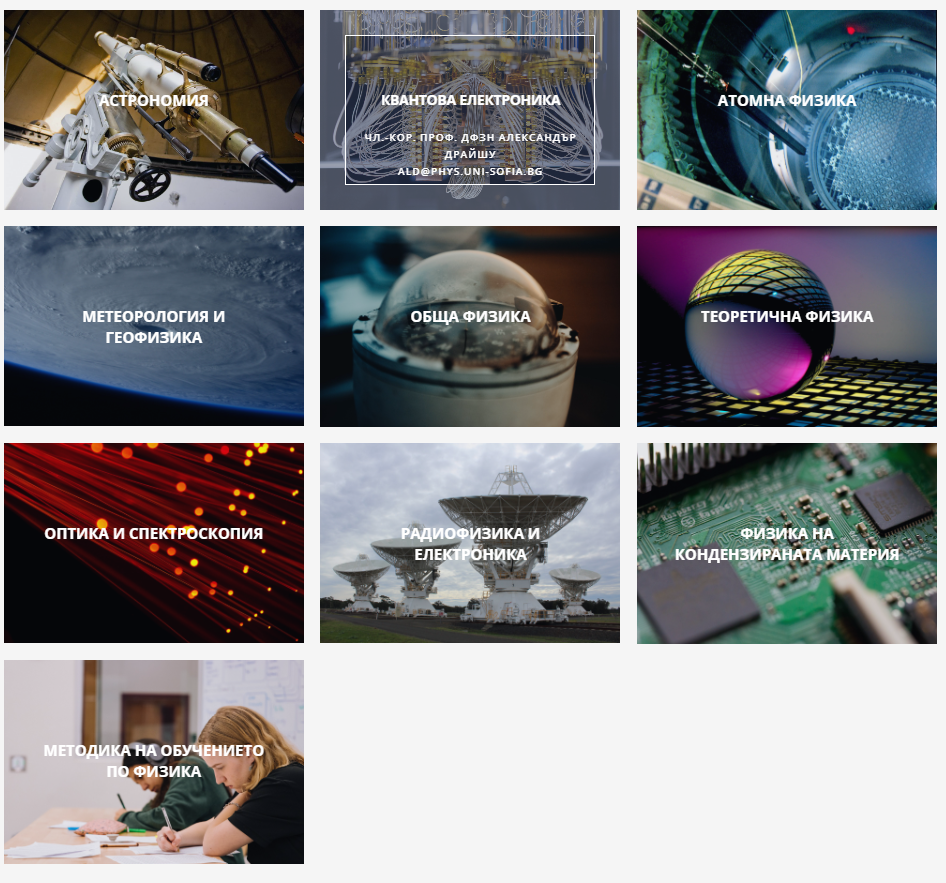 АСТРОНОМИЯ
КВАНТОВА ЕЛЕКТРОНИКА
ЧЛ.-КОР. ПРОФ. ДФЗН АЛЕКСАНДЪР
ДРАЙШУ
ALD@PHYS.UNI-SOFIA.BG
АТОМНА ФИЗИКА
МЕТЕОРОЛОГИЯ И
ГЕОФИЗИКА
ОБЩА ФИЗИКА
ТЕОРЕТИЧНА ФИЗИКА
ОПТИКА И СПЕКТРОСКОПИЯ
РАДИОФИЗИКА И
ЕЛЕКТРОНИКА
ФИЗИКА НА
КОНДЕНЗИРАНАТА МАТЕРИЯ
МЕТОДИКА НА ОБУЧЕНИЕТО
ПО ФИЗИКА